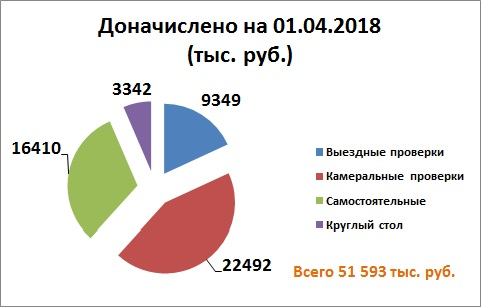 Доначислено на 01.04.2018
(тыс. руб.)
3342
9349
16410
22492
Выездные проверки
Камеральные проверки
Самостоятельные
Круглый стол
Всего 51 593 тыс. руб.